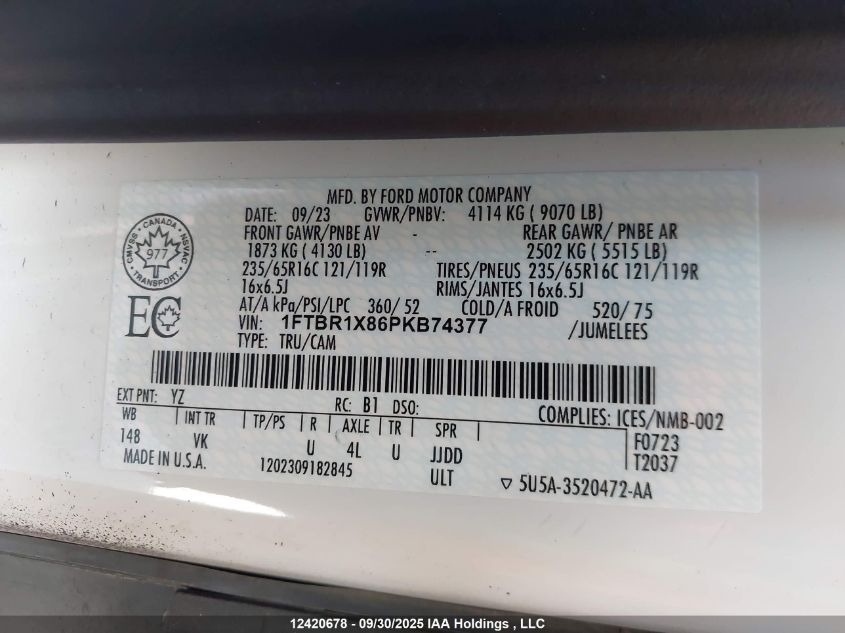 MFD. BY FORD MOTOR COMPANY
DATE: 09/23 GVWR/PNBV: 4114 KG ( 9070 LB)
FRONT GAWR/PNBE AV - REAR GAWR/ PNBE AR
1873 KG ( 4130 LB) -- 2502 KG ( 5515 LB)
235/65R16C 121/119R TIRES/PNEUS 235/65R16C 121/119R
16x6.5J RIMS/JANTES 16x6.5J
AT/A kPa/PSI/LPC 360/ 52 COLD/A FROID 520/ 75
VIN: 1FTBR1X86PKB74377 /JUMELEES
TYPE: TRU/CAM
CMVSS · CANADA · NSVAC
977
TRANSPORT
EC
EXT PNT: YZ RC: B1 DSO: COMPLIES: ICES/NMB-002
WB INT TR TP/PS R AXLE TR SPR F0723
148 VK U 4L U JJDD T2037
MADE IN U.S.A. 1202309182845 ULT ▽ 5U5A-3520472-AA
12420678 - 09/30/2025 IAA Holdings , LLC